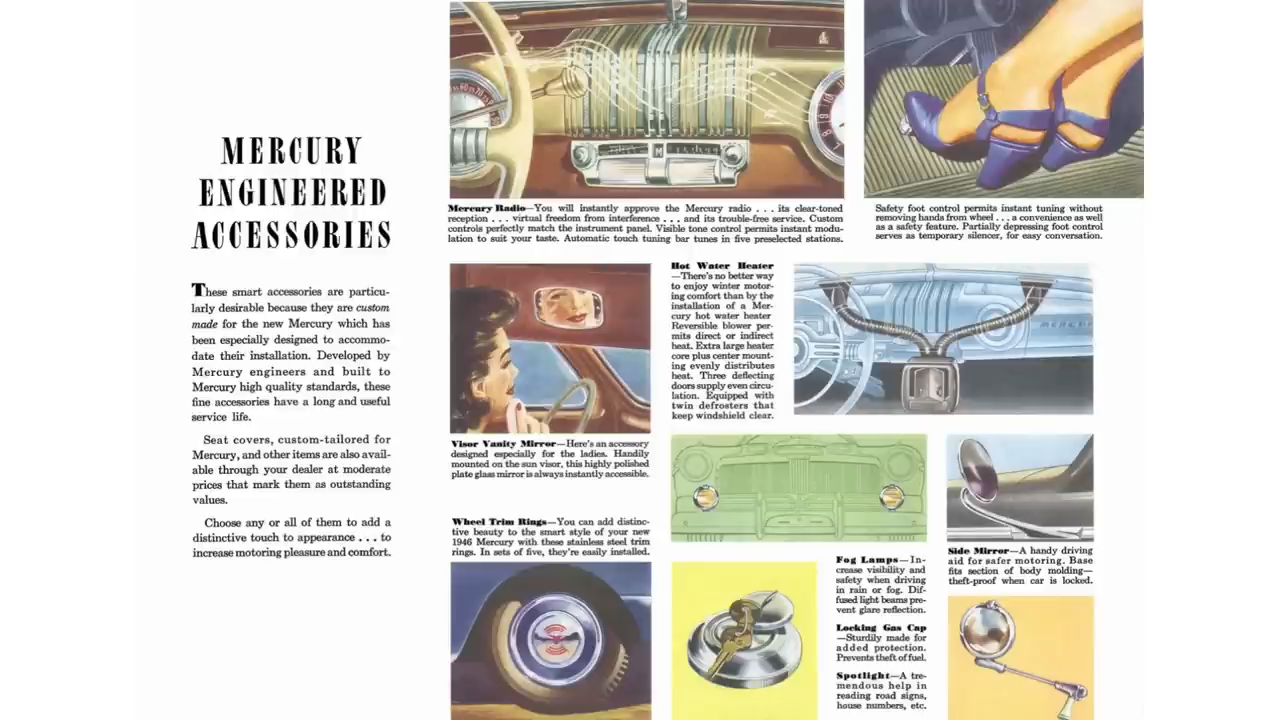 MERCURY
ENGINEERED
ACCESSORIES
These smart accessories are particu-
larly desirable because they are custom
made for the new Mercury which has
been especially designed to accommo-
date their installation. Developed by
Mercury engineers and built to
Mercury high quality standards, these
fine accessories have a long and useful
service life.
Seat covers, custom-tailored for
Mercury, and other items are also avail-
able through your dealer at moderate
prices that mark them as outstanding
values.
Choose any or all of them to add a
distinctive touch to appearance . . . to
increase motoring pleasure and comfort.
Mercury Radio—You will instantly approve the Mercury radio . . . its clear-toned
reception . . . virtual freedom from interference . . . and its trouble-free service. Custom
controls perfectly match the instrument panel. Visible tone control permits instant modu-
lation to suit your taste. Automatic touch tuning bar tunes in five preselected stations.
Safety foot control permits instant tuning without
removing hands from wheel . . . a convenience as well
as a safety feature. Partially depressing foot control
serves as temporary silencer, for easy conversation.
Visor Vanity Mirror—Here's an accessory
designed especially for the ladies. Handily
mounted on the sun visor, this highly polished
plate glass mirror is always instantly accessible.
Hot Water Heater
—There's no better way
to enjoy winter motor-
ing comfort than by the
installation of a Mer-
cury hot water heater
Reversible blower per-
mits direct or indirect
heat. Extra large heater
core plus center mount-
ing evenly distributes
heat. Three deflecting
doors supply even circu-
lation. Equipped with
twin defrosters that
keep windshield clear.
MERCURY
Wheel Trim Rings—You can add distinc-
tive beauty to the smart style of your new
1946 Mercury with these stainless steel trim
rings. In sets of five, they're easily installed.
Fog Lamps—In-
crease visibility and
safety when driving
in rain or fog. Dif-
fused light beams pre-
vent glare reflection.
Locking Gas Cap
—Sturdily made for
added protection.
Prevents theft of fuel.
Spotlight—A tre-
mendous help in
reading road signs,
house numbers, etc.
Side Mirror—A handy driving
aid for safer motoring. Base
fits section of body molding—
theft-proof when car is locked.